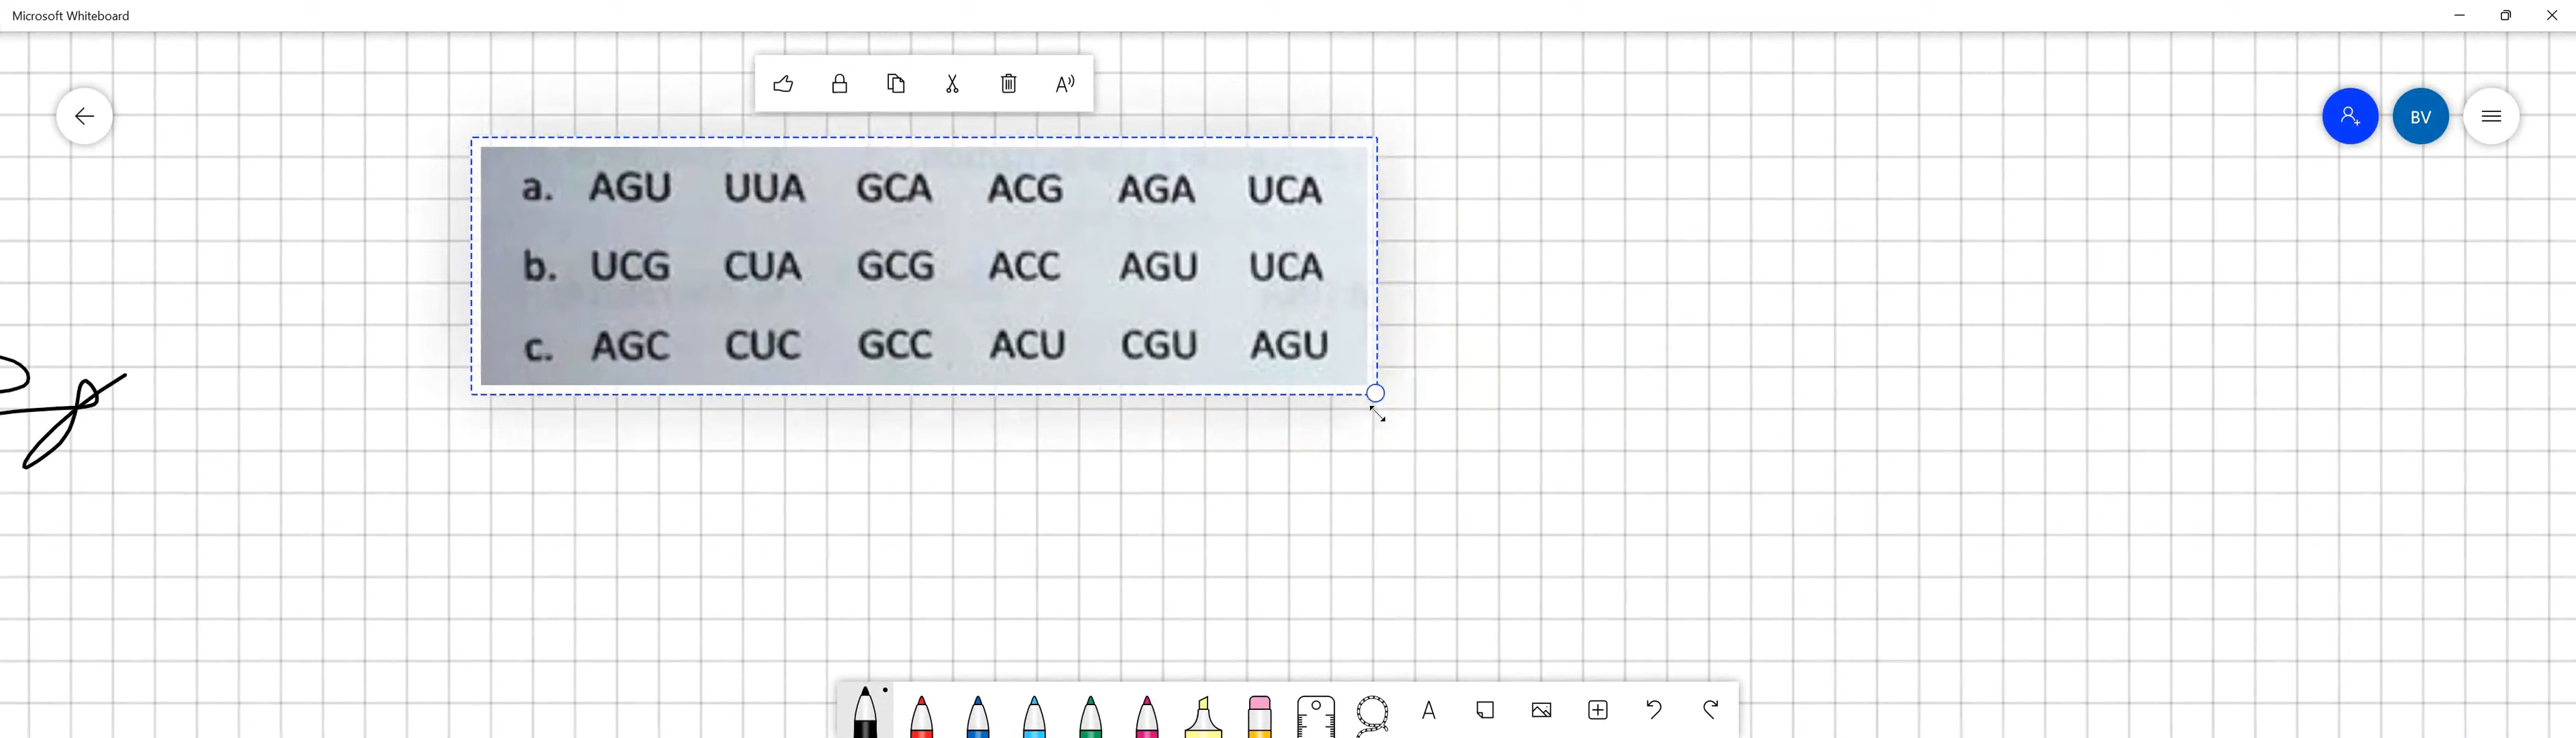 Microsoft Whiteboard
BV
a. AGU UUA GCA ACG AGA UCA
b. UCG CUA GCG ACC AGU UCA
c. AGC CUC GCC ACU CGU AGU